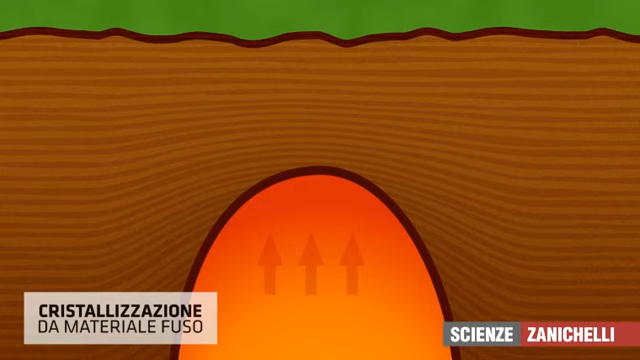 CRISTALLIZZAZIONE
DA MATERIALE FUSO
SCIENZE ZANICHELLI